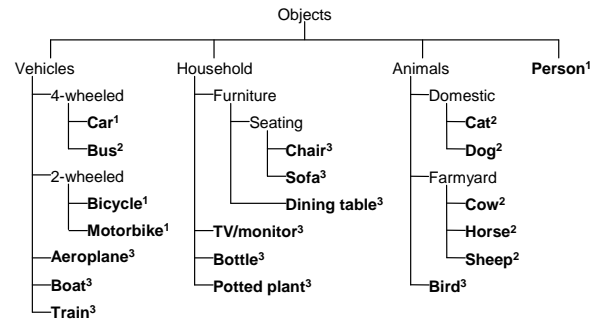 Objects
Vehicles Household Animals Person¹
4-wheeled Furniture Domestic
Car¹ Seating Cat²
Bus² Chair³ Dog²
2-wheeled Sofa³ Farmyard
Bicycle¹ Dining table³ Cow²
Motorbike¹ TV/monitor³ Horse²
Aeroplane³ Bottle³ Sheep²
Boat³ Potted plant³ Bird³
Train³